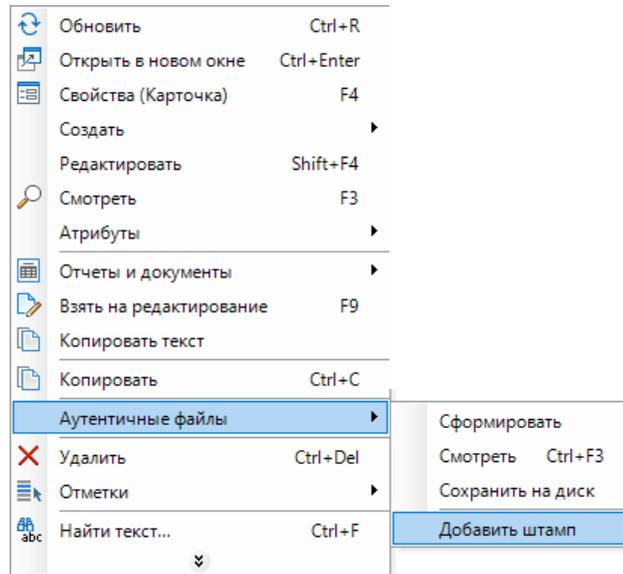 Обновить Ctrl+R
Открыть в новом окне Ctrl+Enter
Свойства (Карточка) F4
Создать
Редактировать Shift+F4
Смотреть F3
Атрибуты
Отчеты и документы
Взять на редактирование F9
Копировать текст
Копировать Ctrl+C
Аутентичные файлы
Удалить Ctrl+Del
Отметки
abc Найти текст... Ctrl+F
Сформировать
Смотреть Ctrl+F3
Сохранить на диск
Добавить штамп